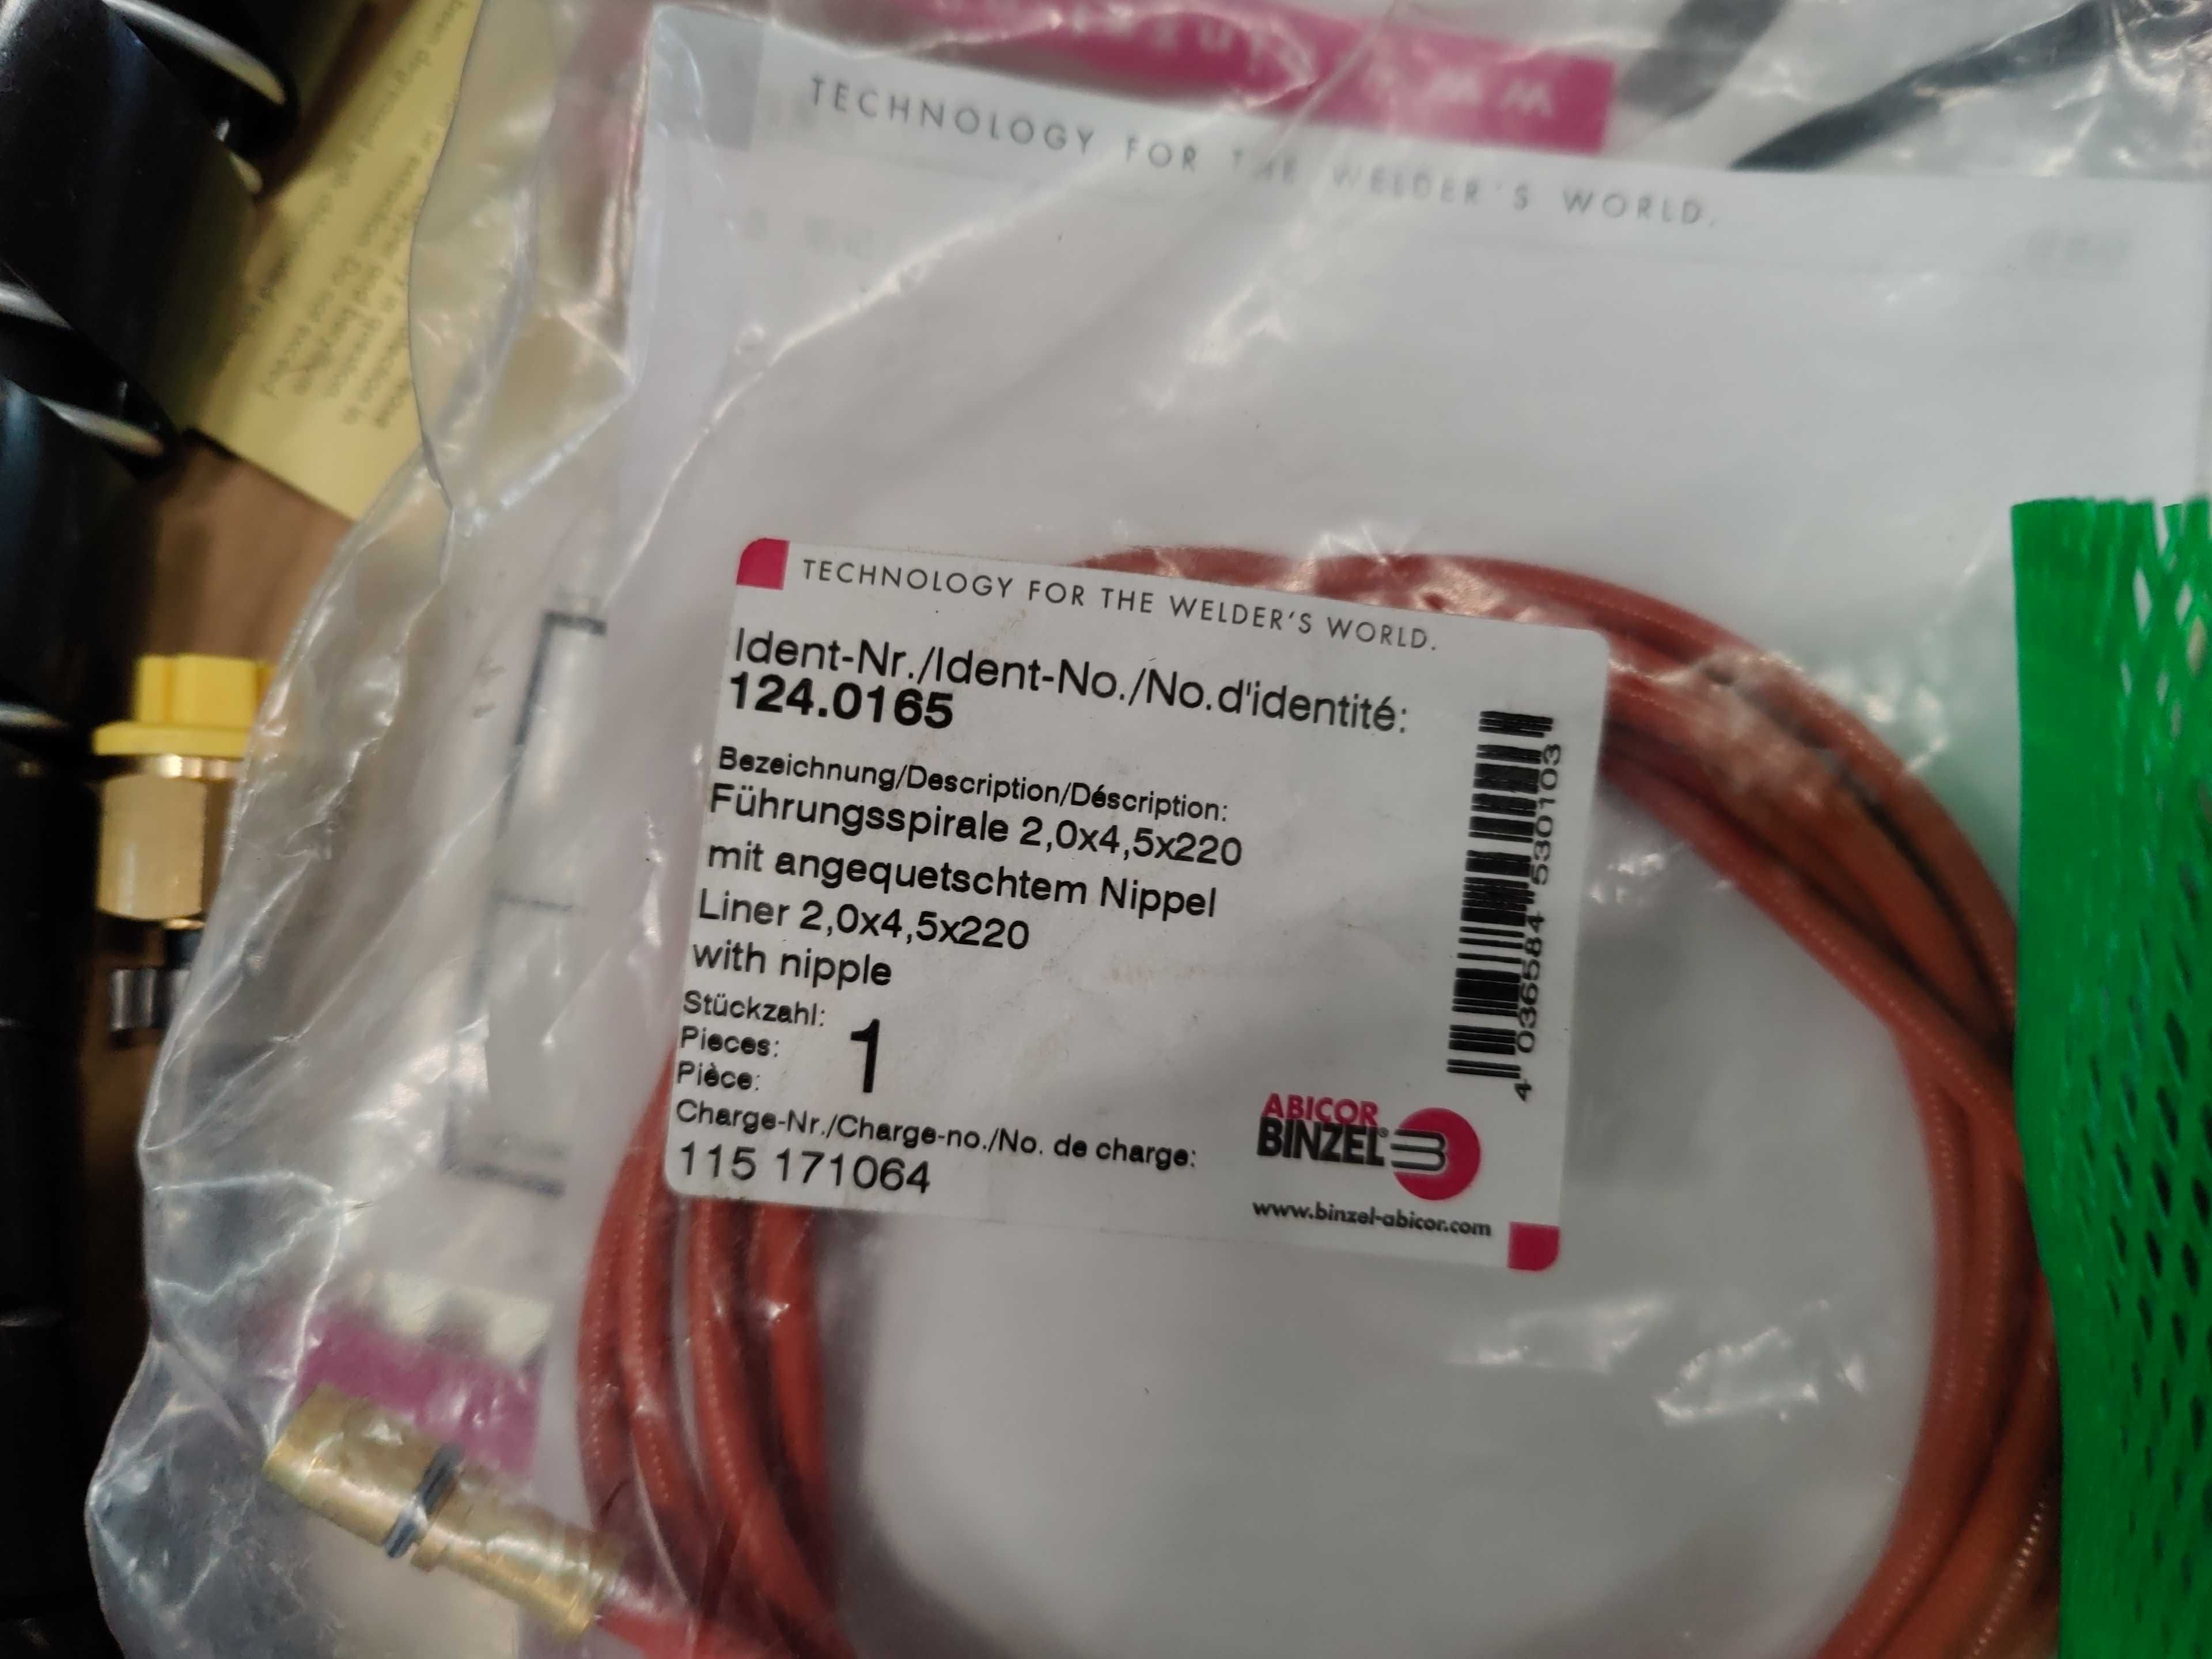 TECHNOLOGY FOR THE WELDER'S WORLD.
TECHNOLOGY FOR THE WELDER'S WORLD.
Ident-Nr./Ident-No./No.d'identité:
124.0165
Bezeichnung/Description/Déscription:
Führungsspirale 2,0x4,5x220
mit angequetschtem Nippel
Liner 2,0x4,5x220
with nipple
Stückzahl:
Pieces:
Pièce:
1
Charge-Nr./Charge-no./No. de charge:
115 171064
4 036584 530103
ABICOR
BINZEL®
www.binzel-abicor.com